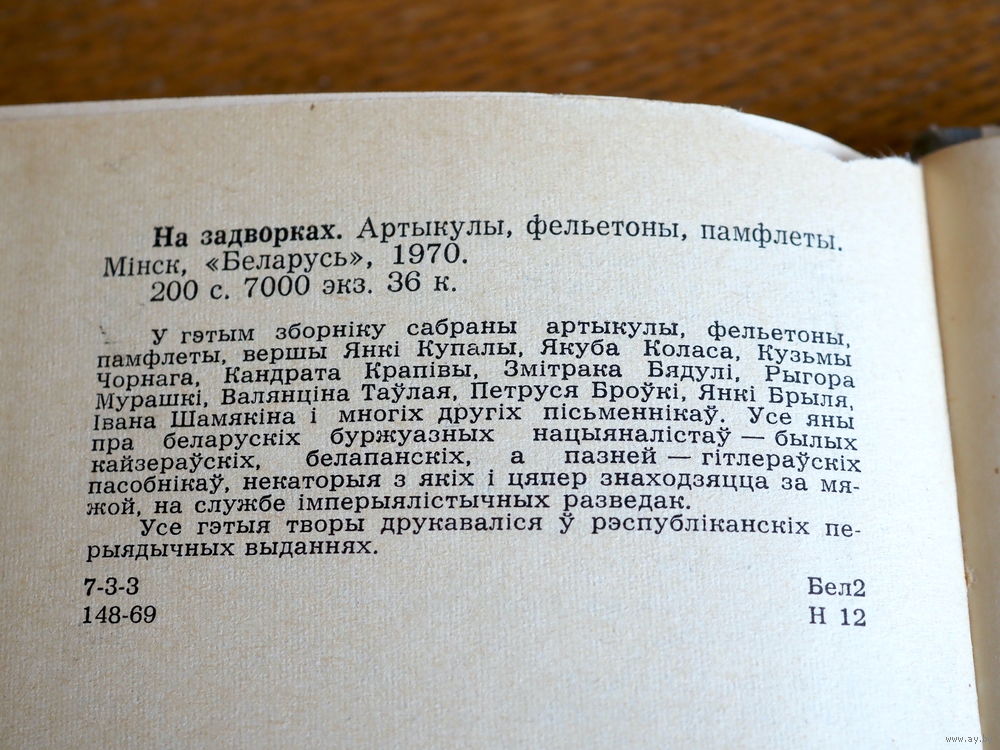 На задворках. Артыкулы, фельетоны, памфлеты.
Мінск, «Беларусь», 1970.
200 с. 7000 экз. 36 к.
У гэтым зборніку сабраны артыкулы, фельетоны,
памфлеты, вершы Янкі Купалы, Якуба Коласа, Кузьмы
Чорнага, Кандрата Крапівы, Змітрака Бядулі, Рыгора
Мурашкі, Валянціна Таўлая, Петруся Броўкі, Янкі Брыля,
Івана Шамякіна і многіх другіх пісьменнікаў. Усе яны
пра беларускіх буржуазных нацыяналістаў — былых
кайзераўскіх, белапанскіх, а пазней — гітлераўскіх
пасобнікаў, некаторыя з якіх і цяпер знаходзяцца за мя-
жой, на службе імперыялістычных разведак.
Усе гэтыя творы друкаваліся ў рэспубліканскіх пе-
рыядычных выданнях.
7-3-3 Бел2
148-69 Н 12